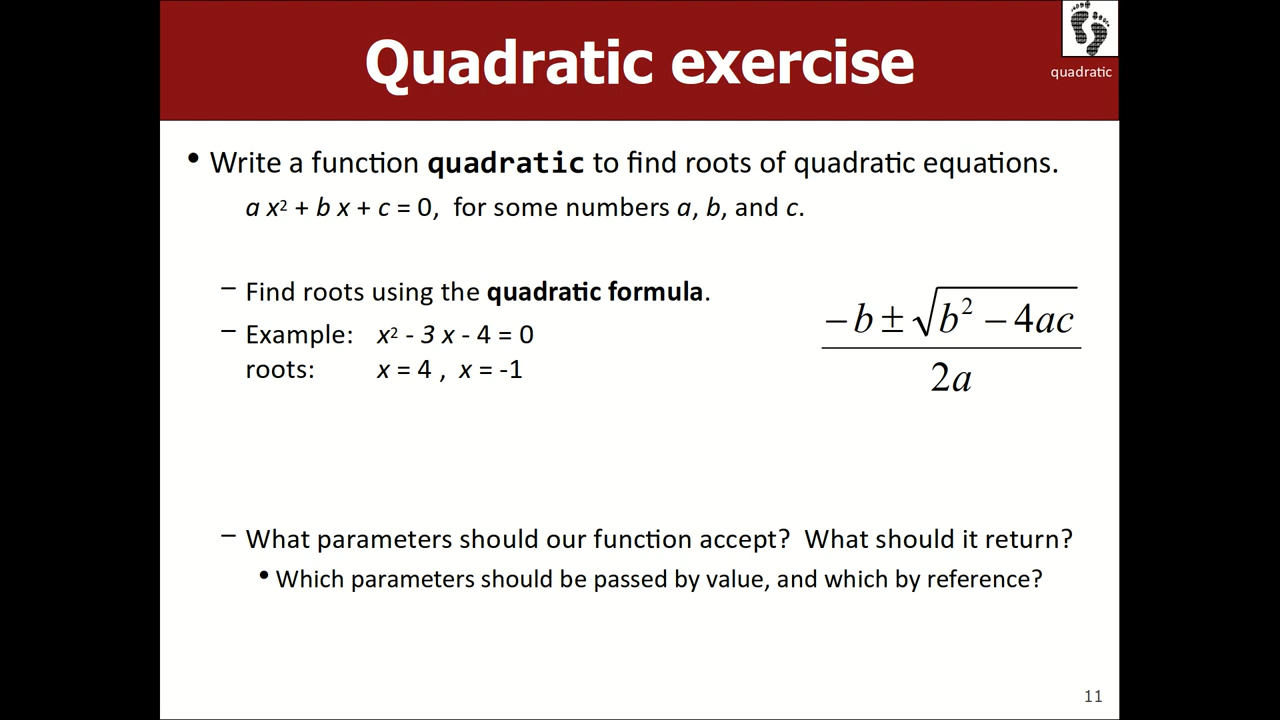 Quadratic exercise
quadratic
• Write a function quadratic to find roots of quadratic equations.
a x² + b x + c = 0, for some numbers a, b, and c.
– Find roots using the quadratic formula.
– Example: x² - 3 x - 4 = 0
roots: x = 4 , x = -1
−b ± √b² − 4ac
2a
– What parameters should our function accept? What should it return?
• Which parameters should be passed by value, and which by reference?
11